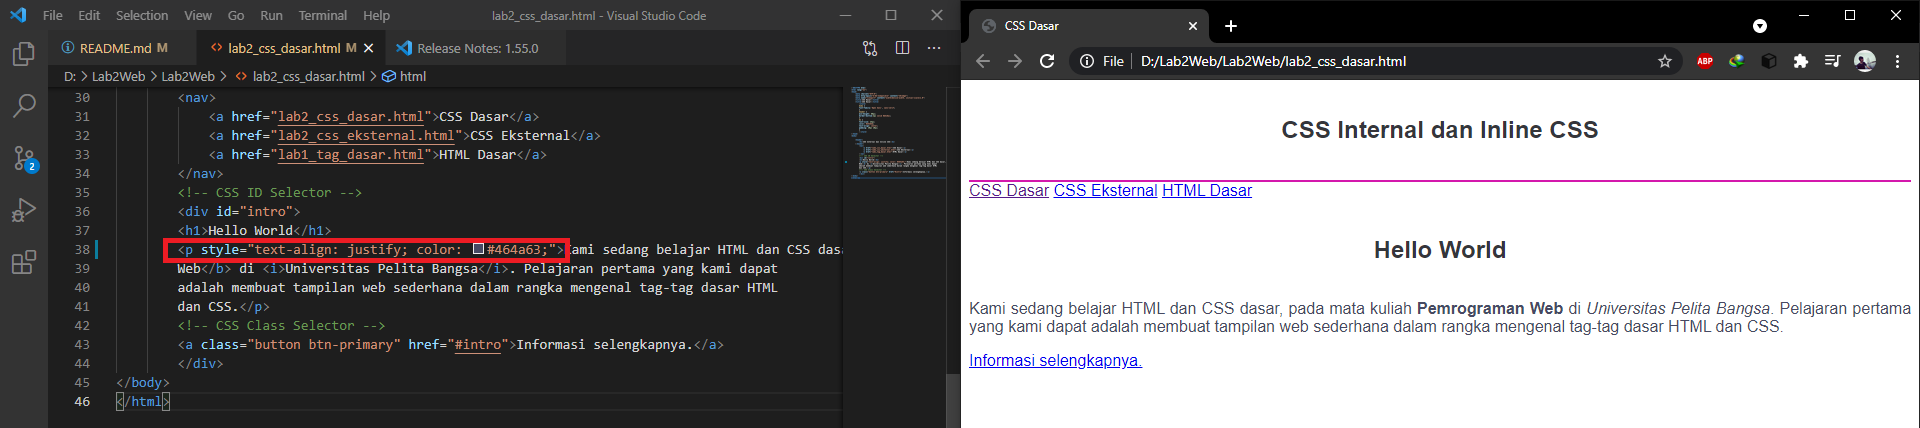 File Edit Selection View Go Run Terminal Help lab2_css_dasar.html - Visual Studio Code
README.md M lab2_css_dasar.html M Release Notes: 1.55.0
D: > Lab2Web > Lab2Web > lab2_css_dasar.html > html
30 <nav>
31 <a href="lab2_css_dasar.html">CSS Dasar</a>
32 <a href="lab2_css_eksternal.html">CSS Eksternal</a>
33 <a href="lab1_tag_dasar.html">HTML Dasar</a>
34 </nav>
35 <!-- CSS ID Selector -->
36 <div id="intro">
37 <h1>Hello World</h1>
38 <p style="text-align: justify; color: #464a63;">Kami sedang belajar HTML dan CSS dasa
39 Web</b> di <i>Universitas Pelita Bangsa</i>. Pelajaran pertama yang kami dapat
40 adalah membuat tampilan web sederhana dalam rangka mengenal tag-tag dasar HTML
41 dan CSS.</p>
42 <!-- CSS Class Selector -->
43 <a class="button btn-primary" href="#intro">Informasi selengkapnya.</a>
44 </div>
45 </body>
46 </html>
2
CSS Dasar
File D:/Lab2Web/Lab2Web/lab2_css_dasar.html
ABP
CSS Internal dan Inline CSS
CSS Dasar CSS Eksternal HTML Dasar
Hello World
Kami sedang belajar HTML dan CSS dasar, pada mata kuliah Pemrograman Web di Universitas Pelita Bangsa. Pelajaran pertama
yang kami dapat adalah membuat tampilan web sederhana dalam rangka mengenal tag-tag dasar HTML dan CSS.
Informasi selengkapnya.